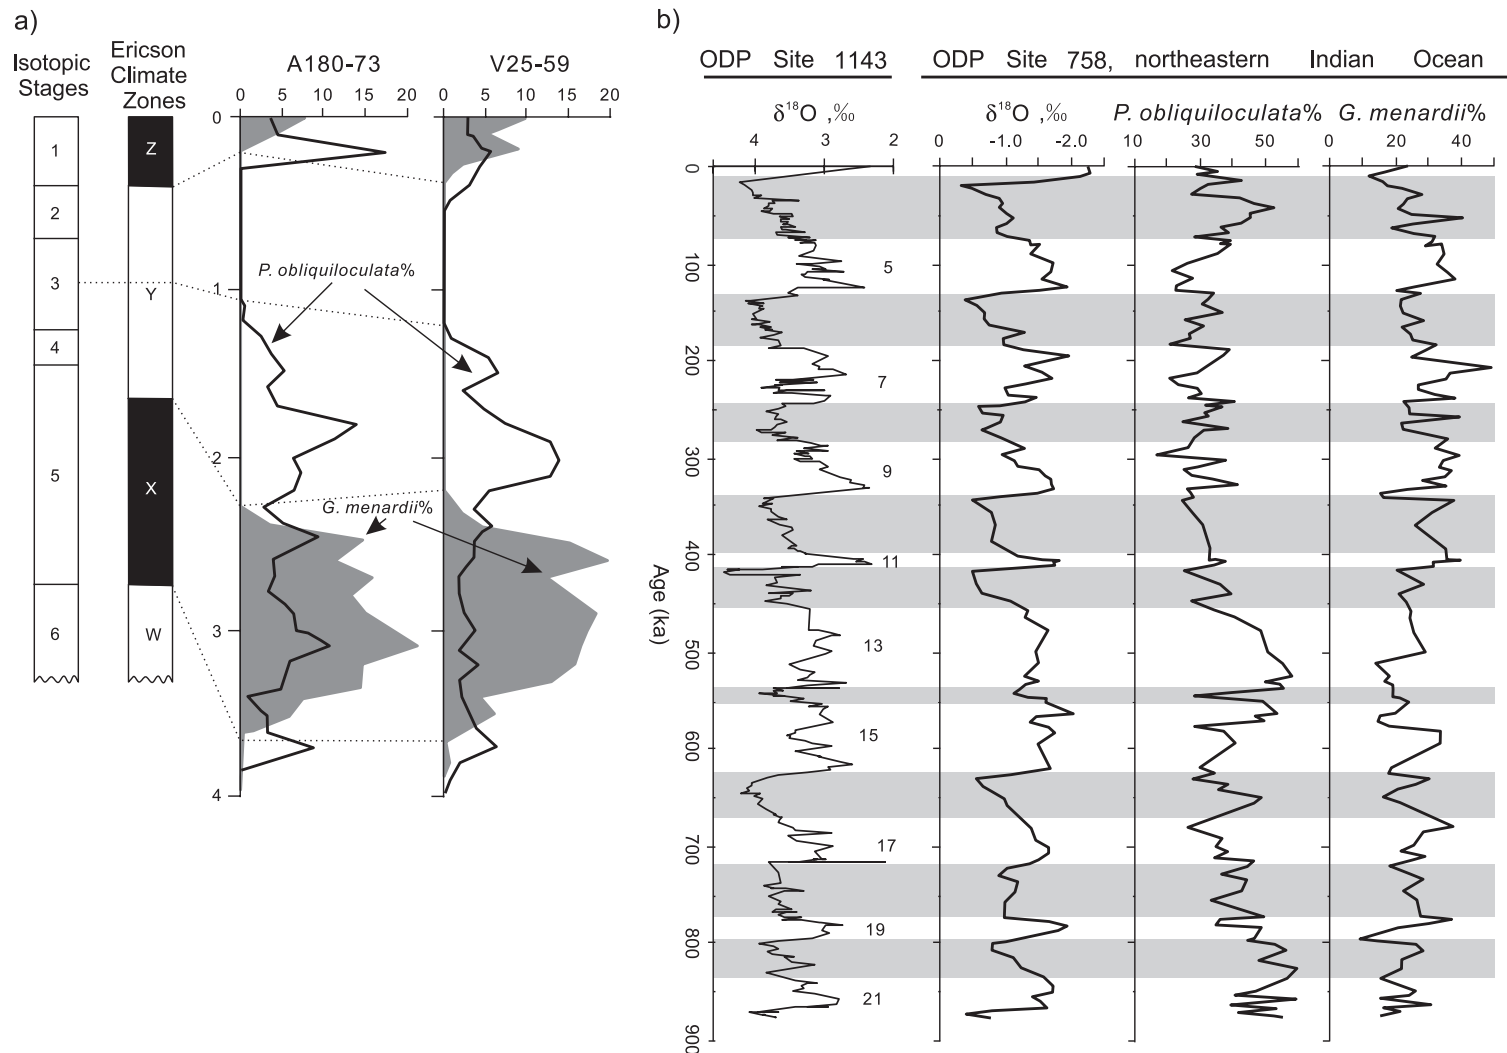 a)
Isotopic
Stages
Ericson
Climate
Zones
A180-73
V25-59
0 5 10 15 20
0 5 10 15 20
0
1
2
3
4
1
2
3
4
5
6
Z
Y
X
W
P. obliquiloculata%
G. menardii%
b)
ODP Site 1143
ODP Site 758, northeastern Indian Ocean
δ18O ,‰
δ18O ,‰
P. obliquiloculata%
G. menardii%
4 3 2
0 -1.0 -2.0
10 30 50
0 20 40
Age (ka)
0
100
200
300
400
500
600
700
800
900
5
7
9
11
13
15
17
19
21